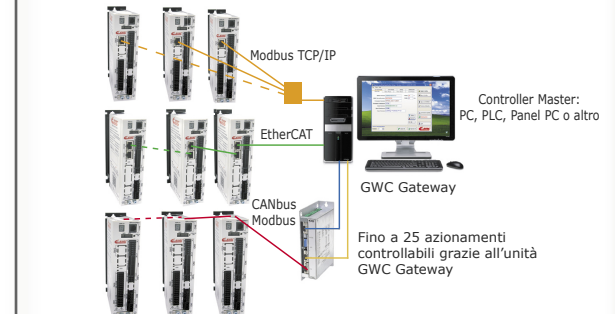 Modbus TCP/IP
Controller Master:
PC, PLC, Panel PC o altro
EtherCAT
GWC Gateway
CANbus
Modbus
Fino a 25 azionamenti
controllabili grazie all'unità
GWC Gateway